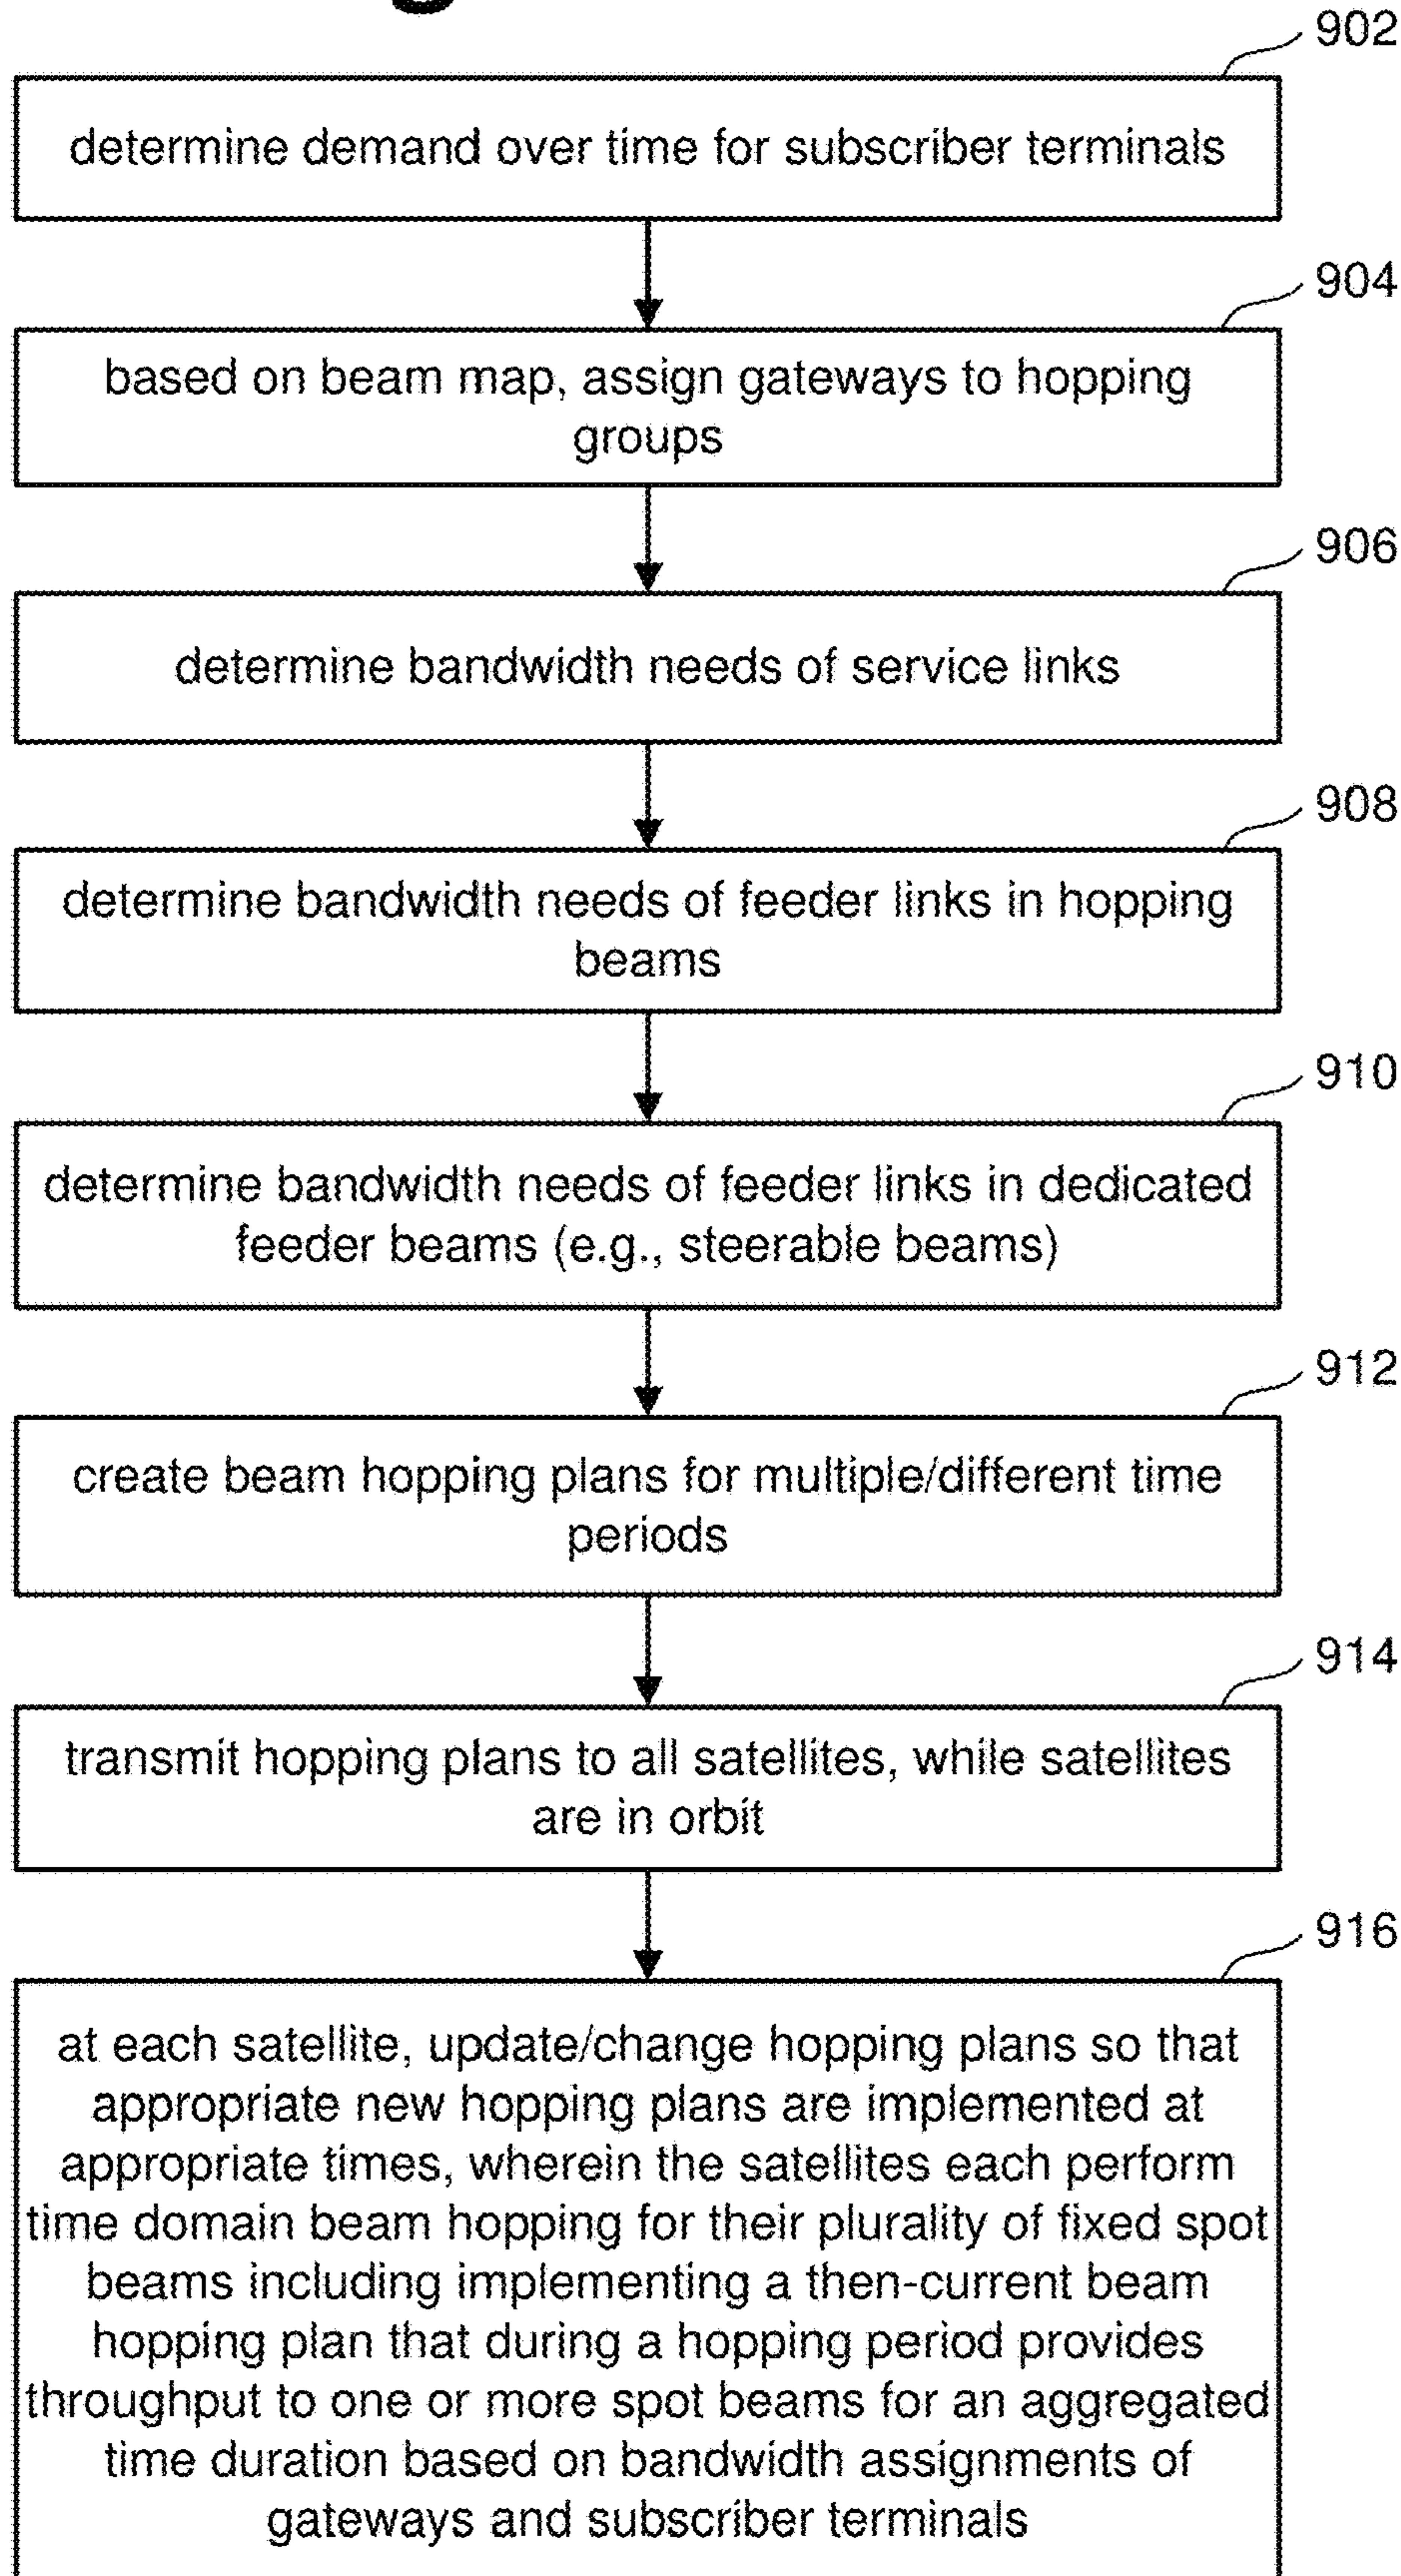 902
determine demand over time for subscriber terminals
904
based on beam map, assign gateways to hopping
groups
906
determine bandwidth needs of service links
908
determine bandwidth needs of feeder links in hopping
beams
910
determine bandwidth needs of feeder links in dedicated
feeder beams (e.g., steerable beams)
912
create beam hopping plans for multiple/different time
periods
914
transmit hopping plans to all satellites, while satellites
are in orbit
916
at each satellite, update/change hopping plans so that
appropriate new hopping plans are implemented at
appropriate times, wherein the satellites each perform
time domain beam hopping for their plurality of fixed spot
beams including implementing a then-current beam
hopping plan that during a hopping period provides
throughput to one or more spot beams for an aggregated
time duration based on bandwidth assignments of
gateways and subscriber terminals